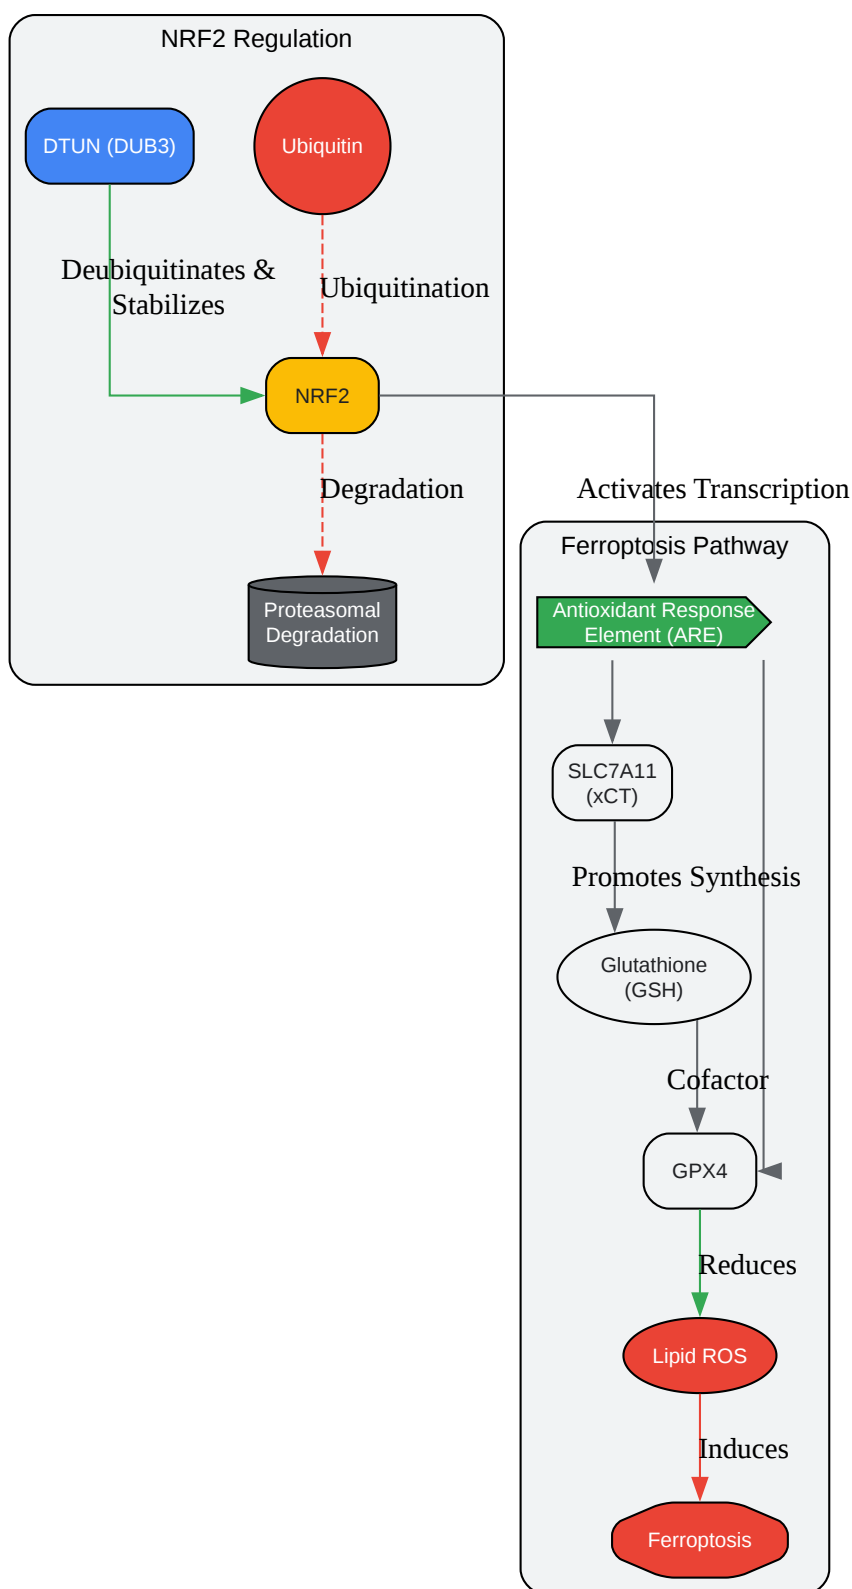 NRF2 Regulation
DTUN (DUB3)
Ubiquitin
Deubiquitinates &
Stabilizes
Ubiquitination
NRF2
Degradation
Activates Transcription
Proteasomal
Degradation
Ferroptosis Pathway
Antioxidant Response
Element (ARE)
SLC7A11
(xCT)
Promotes Synthesis
Glutathione
(GSH)
Cofactor
GPX4
Reduces
Lipid ROS
Induces
Ferroptosis